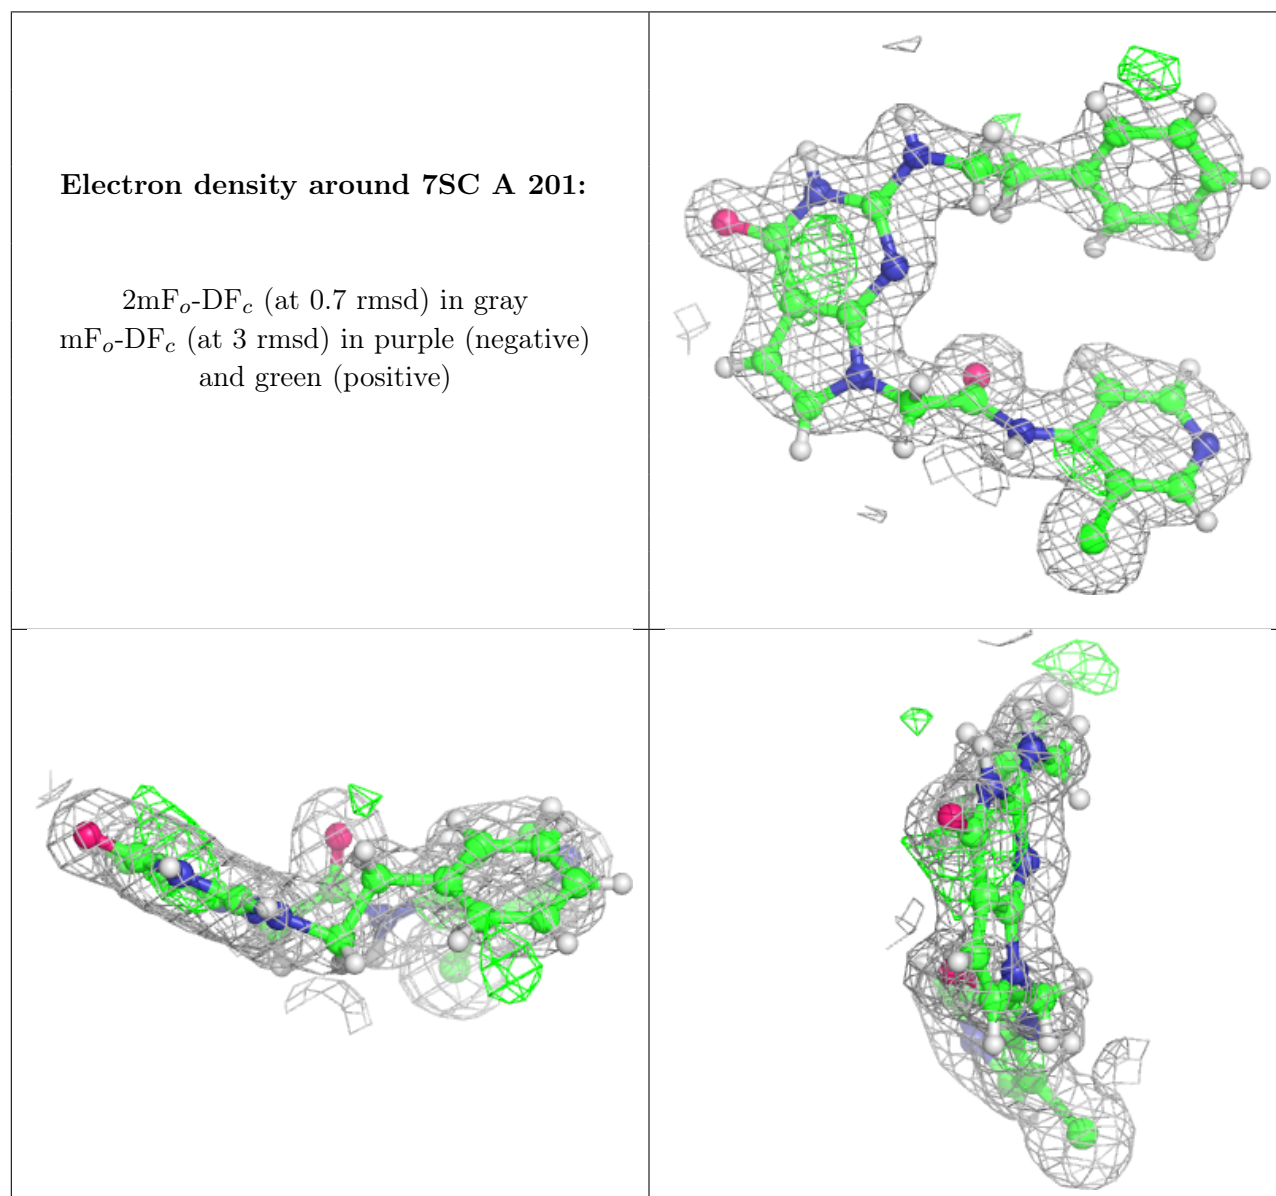 Electron density around 7SC A 201:
2mFₒ-DF𝒸 (at 0.7 rmsd) in gray
mFₒ-DF𝒸 (at 3 rmsd) in purple (negative)
and green (positive)